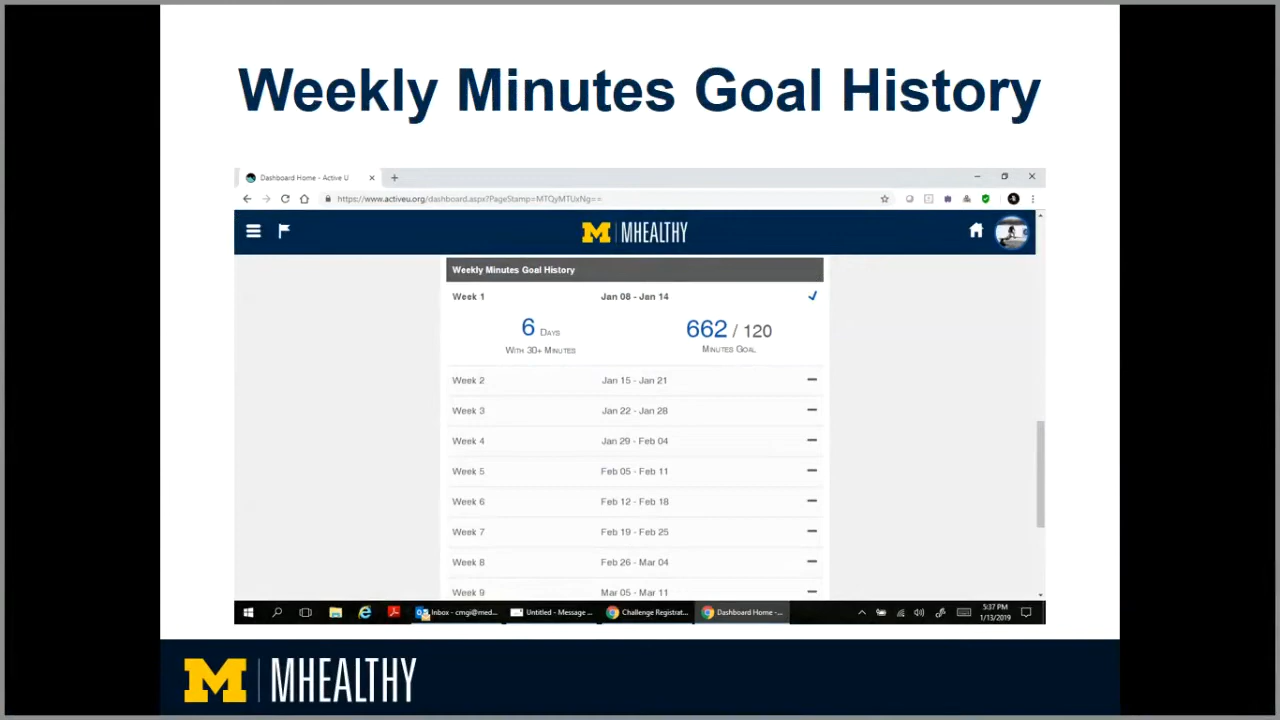 Weekly Minutes Goal History
Dashboard Home - Active U
https://www.activeu.org/dashboard.aspx?PageStamp=MTQyMTUxNg==
M MHEALTHY
Weekly Minutes Goal History
Week 1 Jan 08 - Jan 14
6 DAYS 662 / 120
WITH 30+ MINUTES MINUTES GOAL
Week 2 Jan 15 - Jan 21
Week 3 Jan 22 - Jan 28
Week 4 Jan 29 - Feb 04
Week 5 Feb 05 - Feb 11
Week 6 Feb 12 - Feb 18
Week 7 Feb 19 - Feb 25
Week 8 Feb 26 - Mar 04
Week 9 Mar 05 - Mar 11
Inbox - cmgi@med... Untitled - Message ... Challenge Registrat... Dashboard Home -... 5:37 PM
1/13/2019
M MHEALTHY